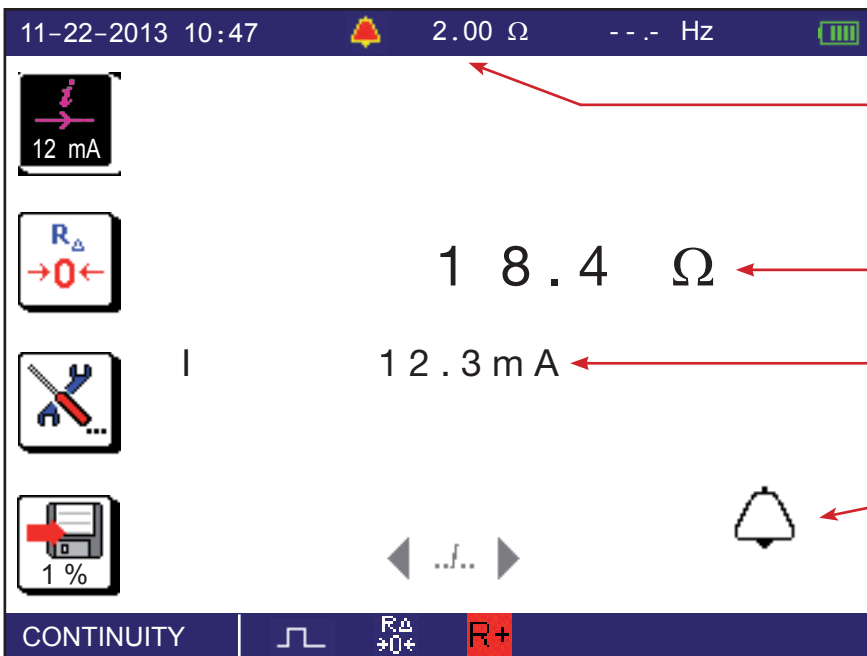 11-22-2013 10:47 2.00 Ω - - .- Hz
i
12 mA
RΔ
→0←
18.4 Ω
I 12.3mA
...
1 %
../..
CONTINUITY RΔ R+
→0←